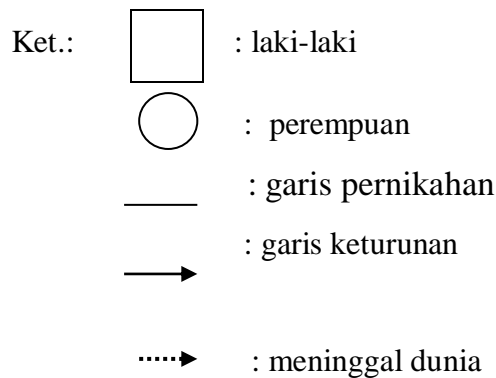 Ket.: : laki-laki
: perempuan
: garis pernikahan
: garis keturunan
: meninggal dunia